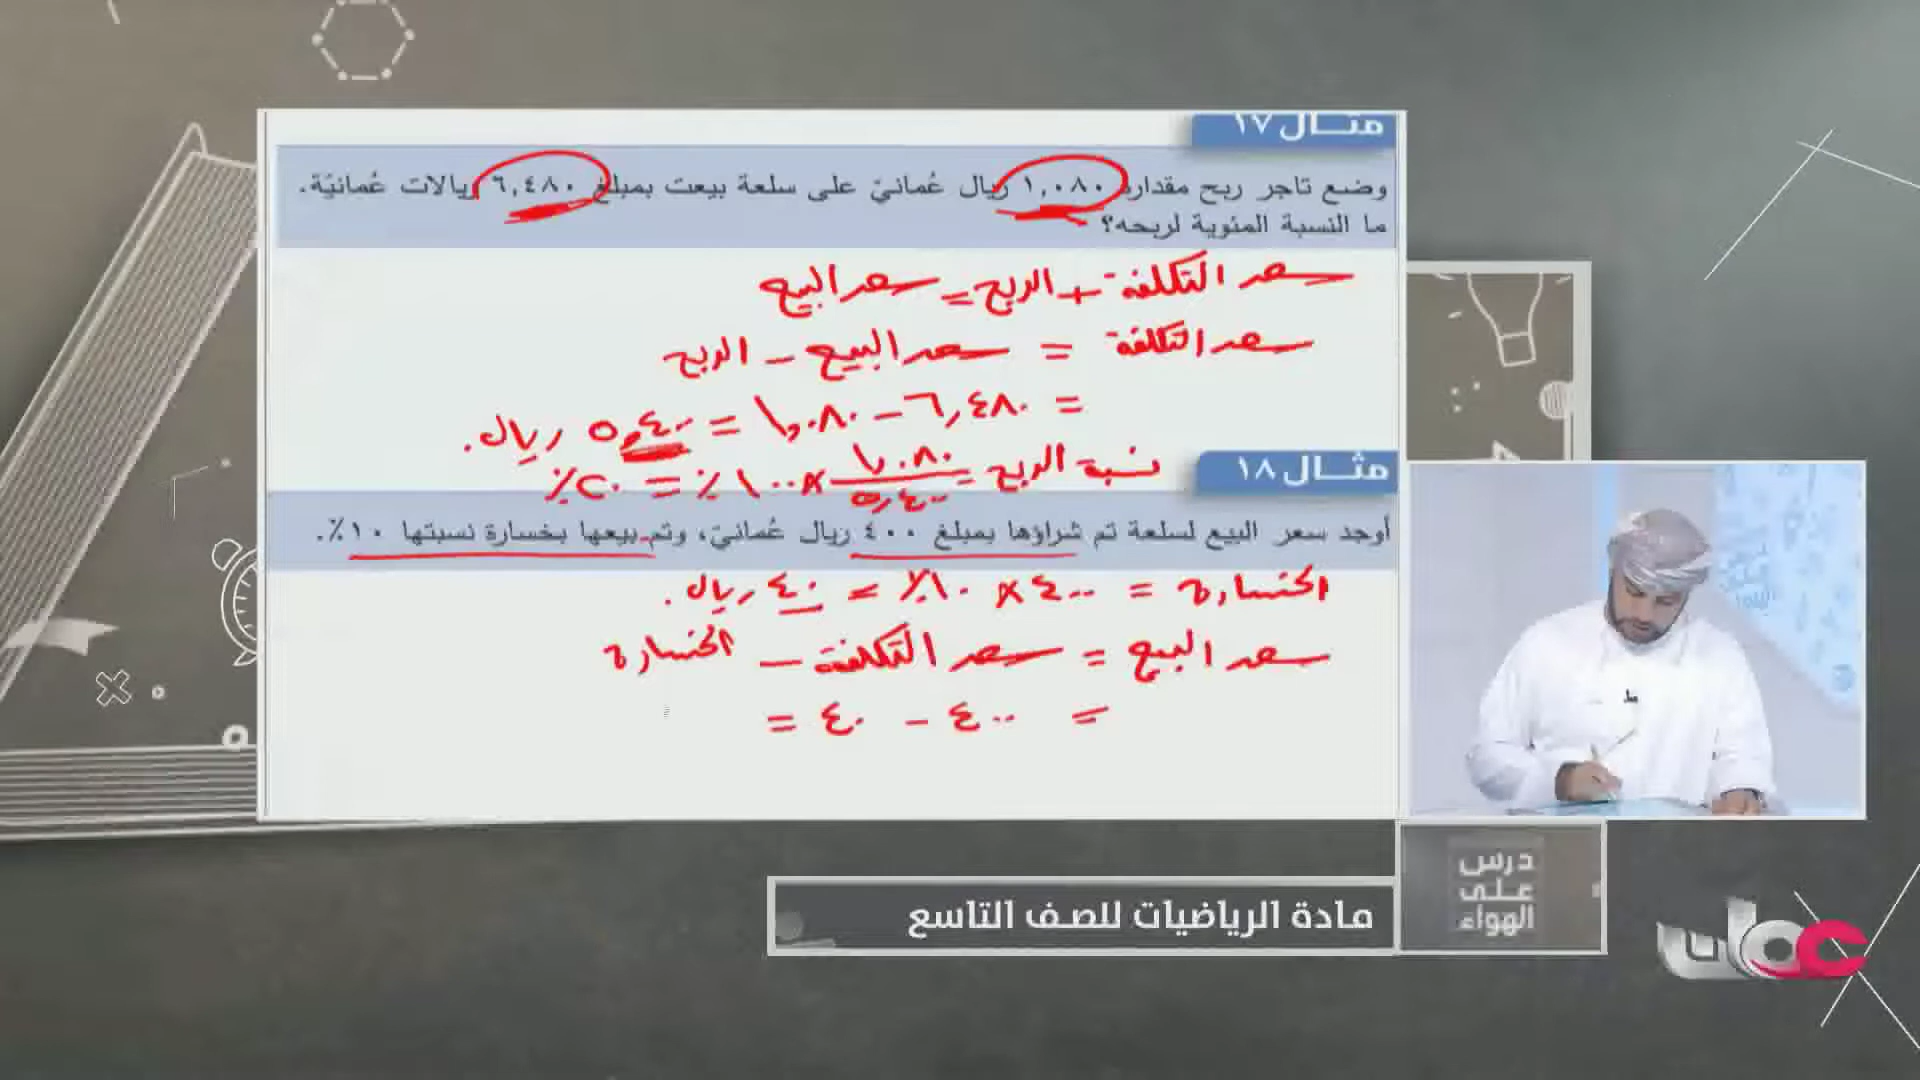 مثال ١٧
وضع تاجر ربح مقداره ١,٠٨٠ ريال عُمانيّ على سلعة بيعت بمبلغ ٦,٤٨٠ ريالات عُمانيّة.
ما النسبة المئوية لربحه؟
سعر التكلفة + الربح = سعر البيع
سعر التكلفة = سعر البيع – الربح
= ٦,٤٨٠ – ١,٠٨٠ = ٥,٤٠٠ ريال.
نسبة الربح = ١,٠٨٠ / ٥,٤٠٠ × ١٠٠٪ = ٢٠٪
مثال ١٨
أوجد سعر البيع لسلعة تم شراؤها بمبلغ ٤٠٠ ريال عُمانيّ، وتم بيعها بخسارة نسبتها ١٠٪.
الخسارة = ٤٠٠ × ١٠٪ = ٤٠ ريال.
سعر البيع = سعر التكلفة – الخسارة
= ٤٠٠ – ٤٠ =
درس
على
الهواء
مادة الرياضيات للصف التاسع
عمان